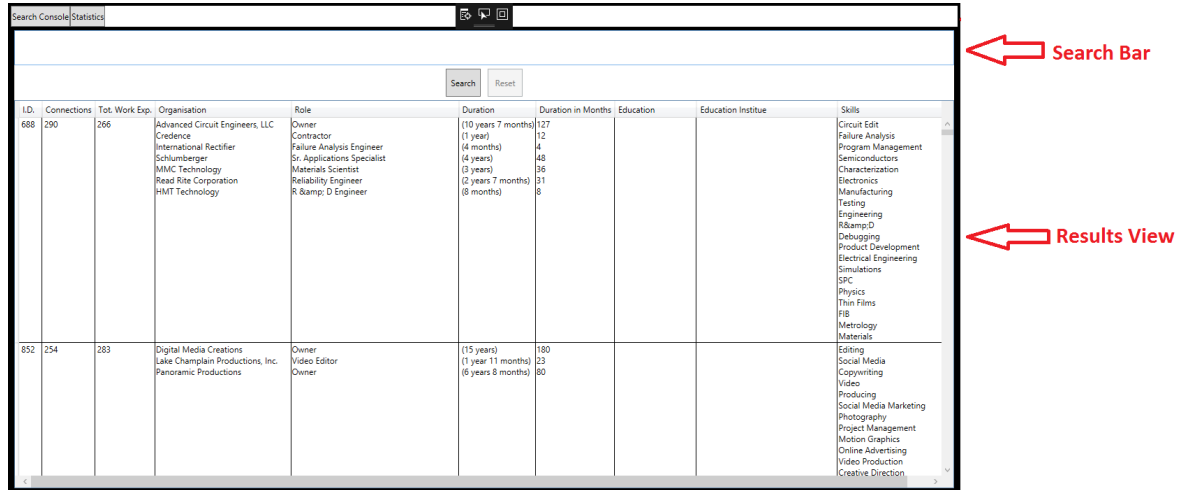 Search Console Statistics
Search Bar
Search Reset
I.D. Connections Tot. Work Exp. Organisation Role Duration Duration in Months Education Education Institue Skills
688 290 266 Advanced Circuit Engineers, LLC Owner (10 years 7 months) 127 Circuit Edit
Credence Contractor (1 year) 12 Failure Analysis
International Rectifier Failure Analysis Engineer (4 months) 4 Program Management
Schlumberger Sr. Applications Specialist (4 years) 48 Semiconductors
MMC Technology Materials Scientist (3 years) 36 Characterization
Read Rite Corporation Reliability Engineer (2 years 7 months) 31 Electronics
HMT Technology R &amp; D Engineer (8 months) 8 Manufacturing
Testing
Engineering
R&amp;D
Debugging
Results View
Product Development
Electrical Engineering
Simulations
SPC
Physics
Thin Films
FIB
Metrology
Materials
852 254 283 Digital Media Creations Owner (15 years) 180 Editing
Lake Champlain Productions, Inc. Video Editor (1 year 11 months) 23 Social Media
Panoramic Productions Owner (6 years 8 months) 80 Copywriting
Video
Producing
Social Media Marketing
Photography
Project Management
Motion Graphics
Online Advertising
Video Production
Creative Direction